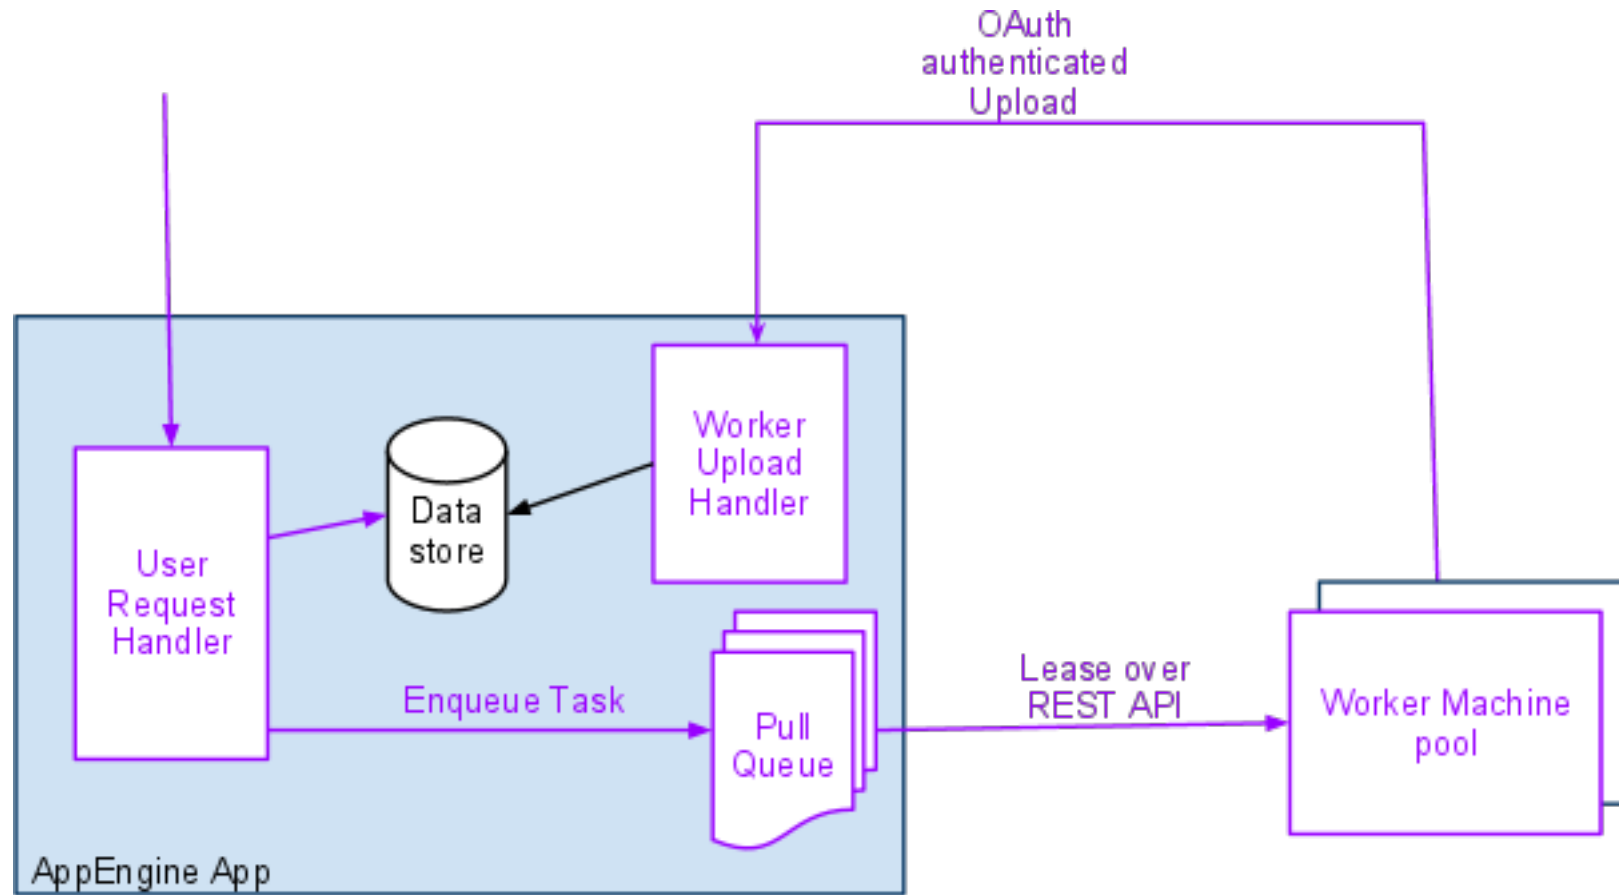 OAuth
authenticated
Upload
Worker
Upload
Handler
Data
store
User
Request
Handler
Enqueue Task
Pull
Queue
Lease over
REST API
Worker Machine
pool
AppEngine App